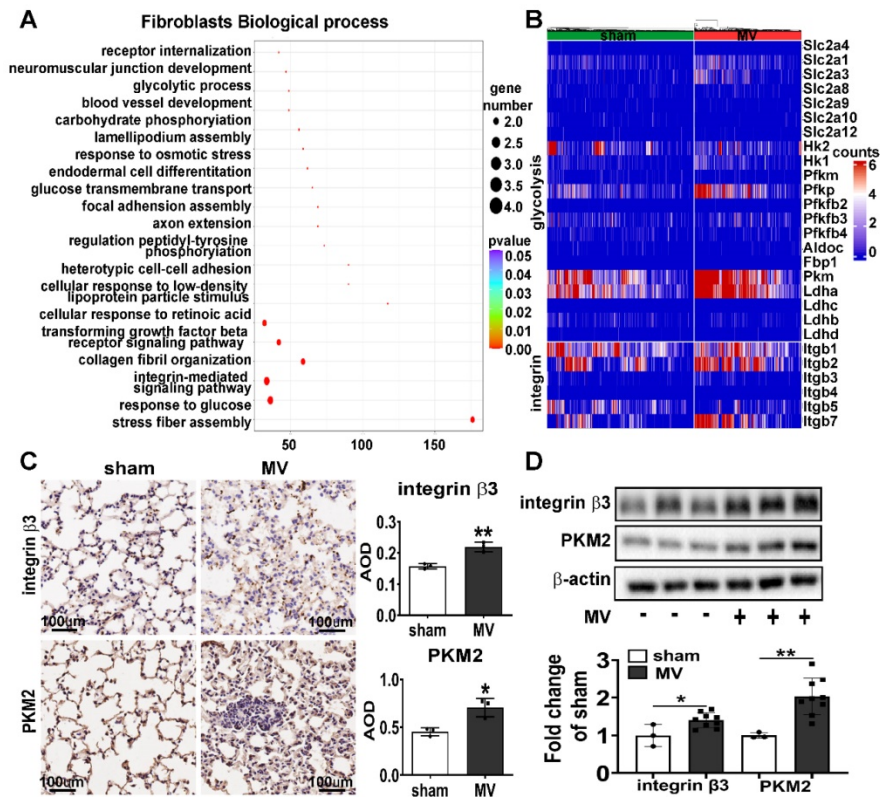 A
Fibroblasts Biological process
receptor internalization
neuromuscular junction development
glycolytic process
blood vessel development
carbohydrate phosphorylation
lamellipodium assembly
response to osmotic stress
endodermal cell differentitation
glucose transmembrane transport
focal adhesion assembly
axon extension
regulation peptidyl-tyrosine
phosphorylation
heterotypic cell-cell adhesion
cellular response to low-density
lipoprotein particle stimulus
cellular response to retinoic acid
transforming growth factor beta
receptor signaling pathway
collagen fibril organization
integrin-mediated
signaling pathway
response to glucose
stress fiber assembly
50 100 150
gene
number
2.0
2.5
3.0
3.5
4.0
pvalue
0.05
0.04
0.03
0.02
0.01
0.00
B
sham MV
glycolysis
integrin
Slc2a4
Slc2a1
Slc2a3
Slc2a8
Slc2a9
Slc2a10
Slc2a12
Hk2
Hk1
Pfkm
Pfkp
Pfkfb2
Pfkfb3
Pfkfb4
Aldoc
Fbp1
Pkm
Ldha
Ldhc
Ldhb
Ldhd
Itgb1
Itgb2
Itgb3
Itgb4
Itgb5
Itgb7
counts
6
4
2
0
C
sham MV
integrin β3
100um 100um
PKM2
100um 100um
integrin β3
AOD
0.3
0.2
0.1
0.0
**
sham MV
PKM2
AOD
1.0
0.5
0.0
*
sham MV
D
integrin β3
PKM2
β-actin
MV - - - + + +
Fold change
of sham
3
2
1
0
sham
MV
* **
integrin β3 PKM2